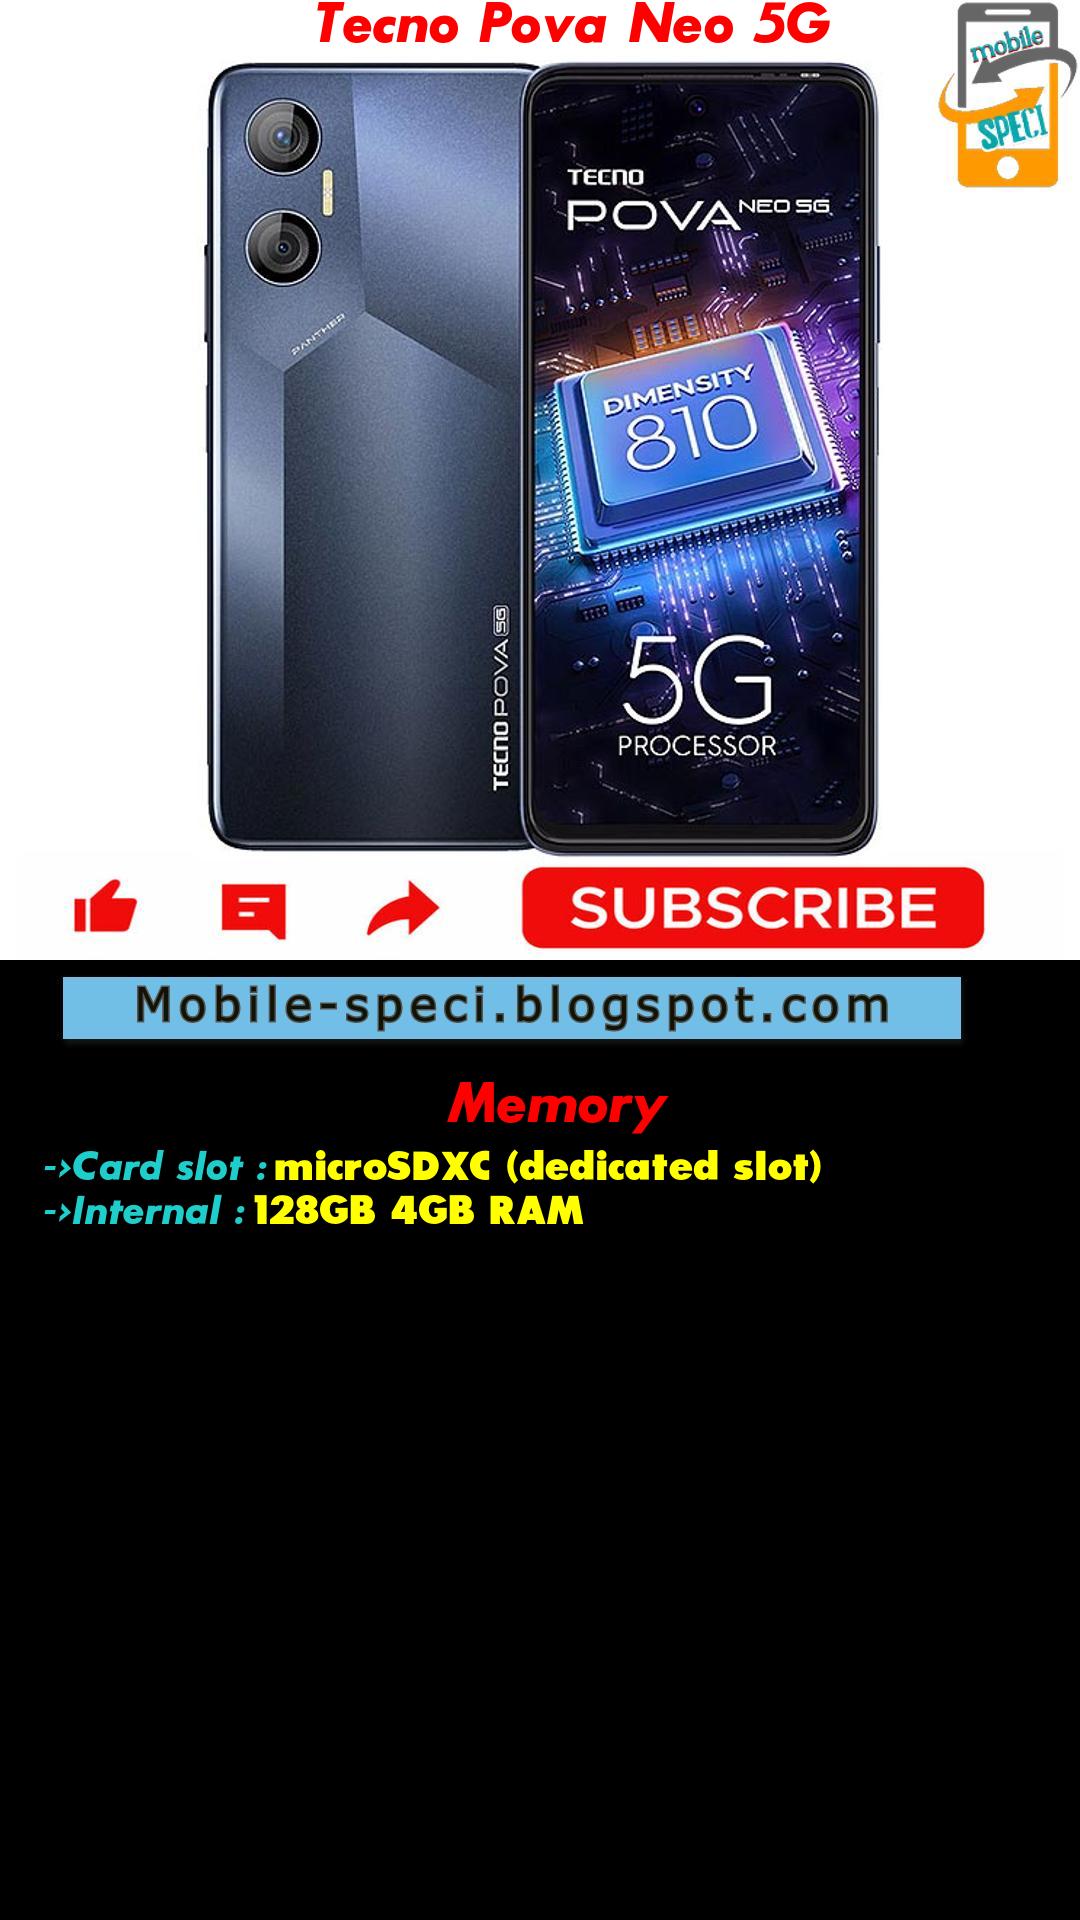 Tecno Pova Neo 5G
mobile
SPECI
TECNO
POVA NEO 5G
PANTHER
DIMENSITY
810
TECNO POVA 5G
5G
PROCESSOR
SUBSCRIBE
Mobile-speci.blogspot.com
Memory
->Card slot : microSDXC (dedicated slot)
->Internal : 128GB 4GB RAM